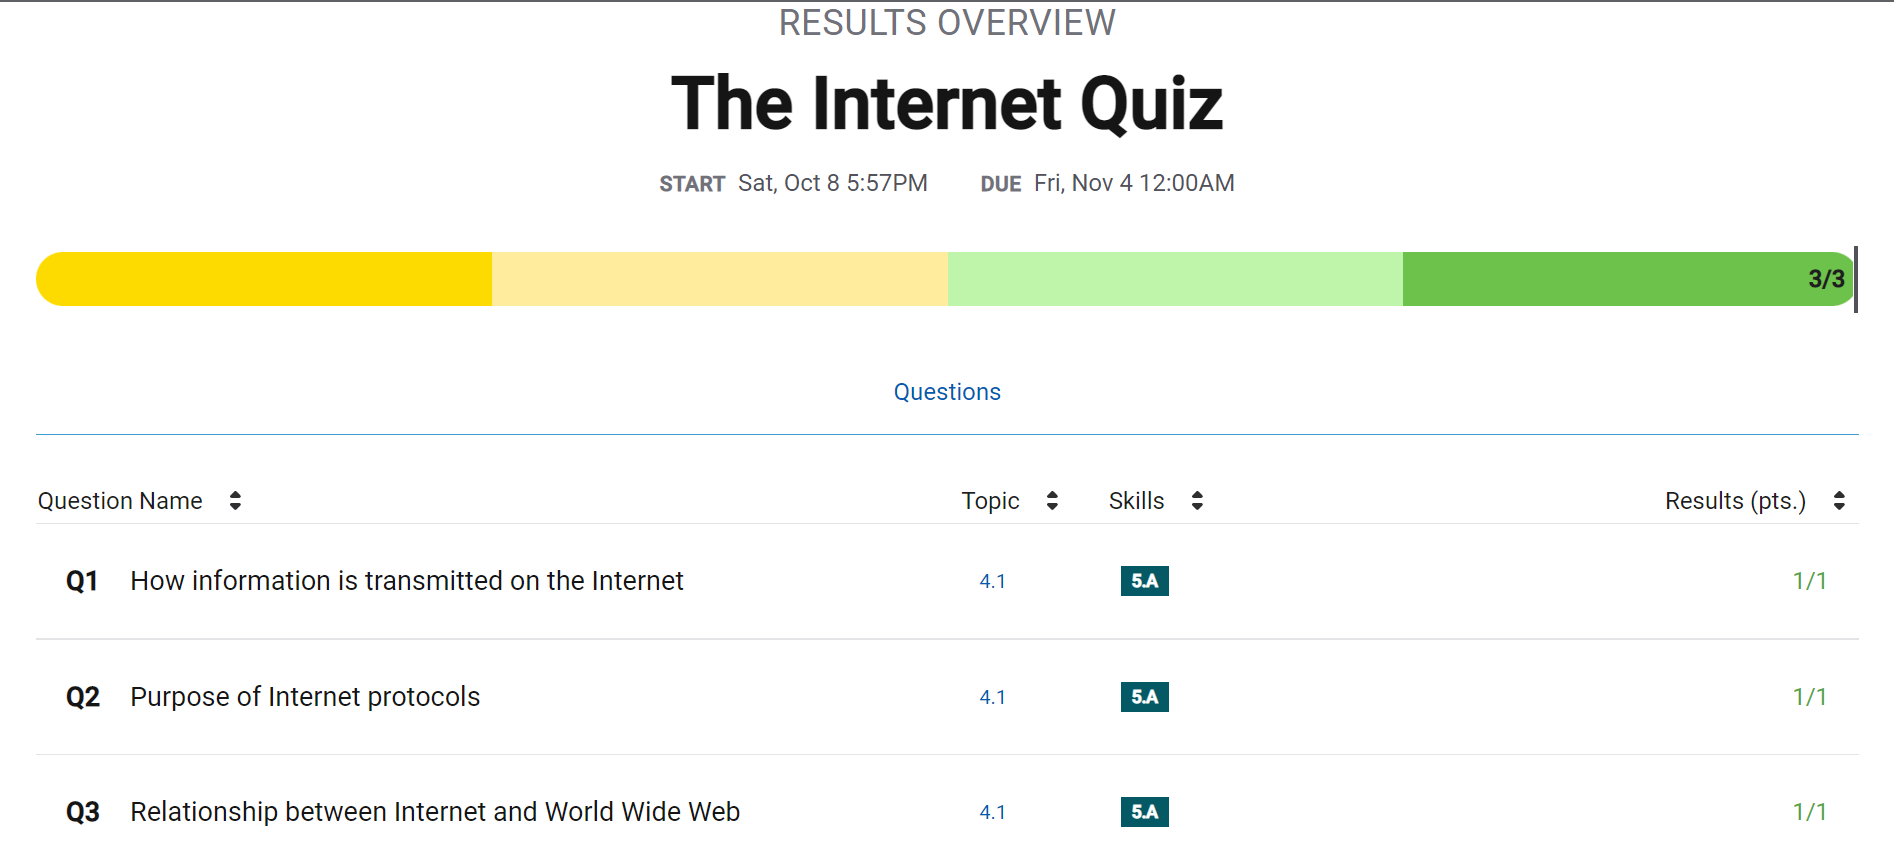 RESULTS OVERVIEW
The Internet Quiz
START Sat, Oct 8 5:57PM DUE Fri, Nov 4 12:00AM
3/3
Questions
Question Name Topic Skills Results (pts.)
Q1 How information is transmitted on the Internet 4.1 5.A 1/1
Q2 Purpose of Internet protocols 4.1 5.A 1/1
Q3 Relationship between Internet and World Wide Web 4.1 5.A 1/1